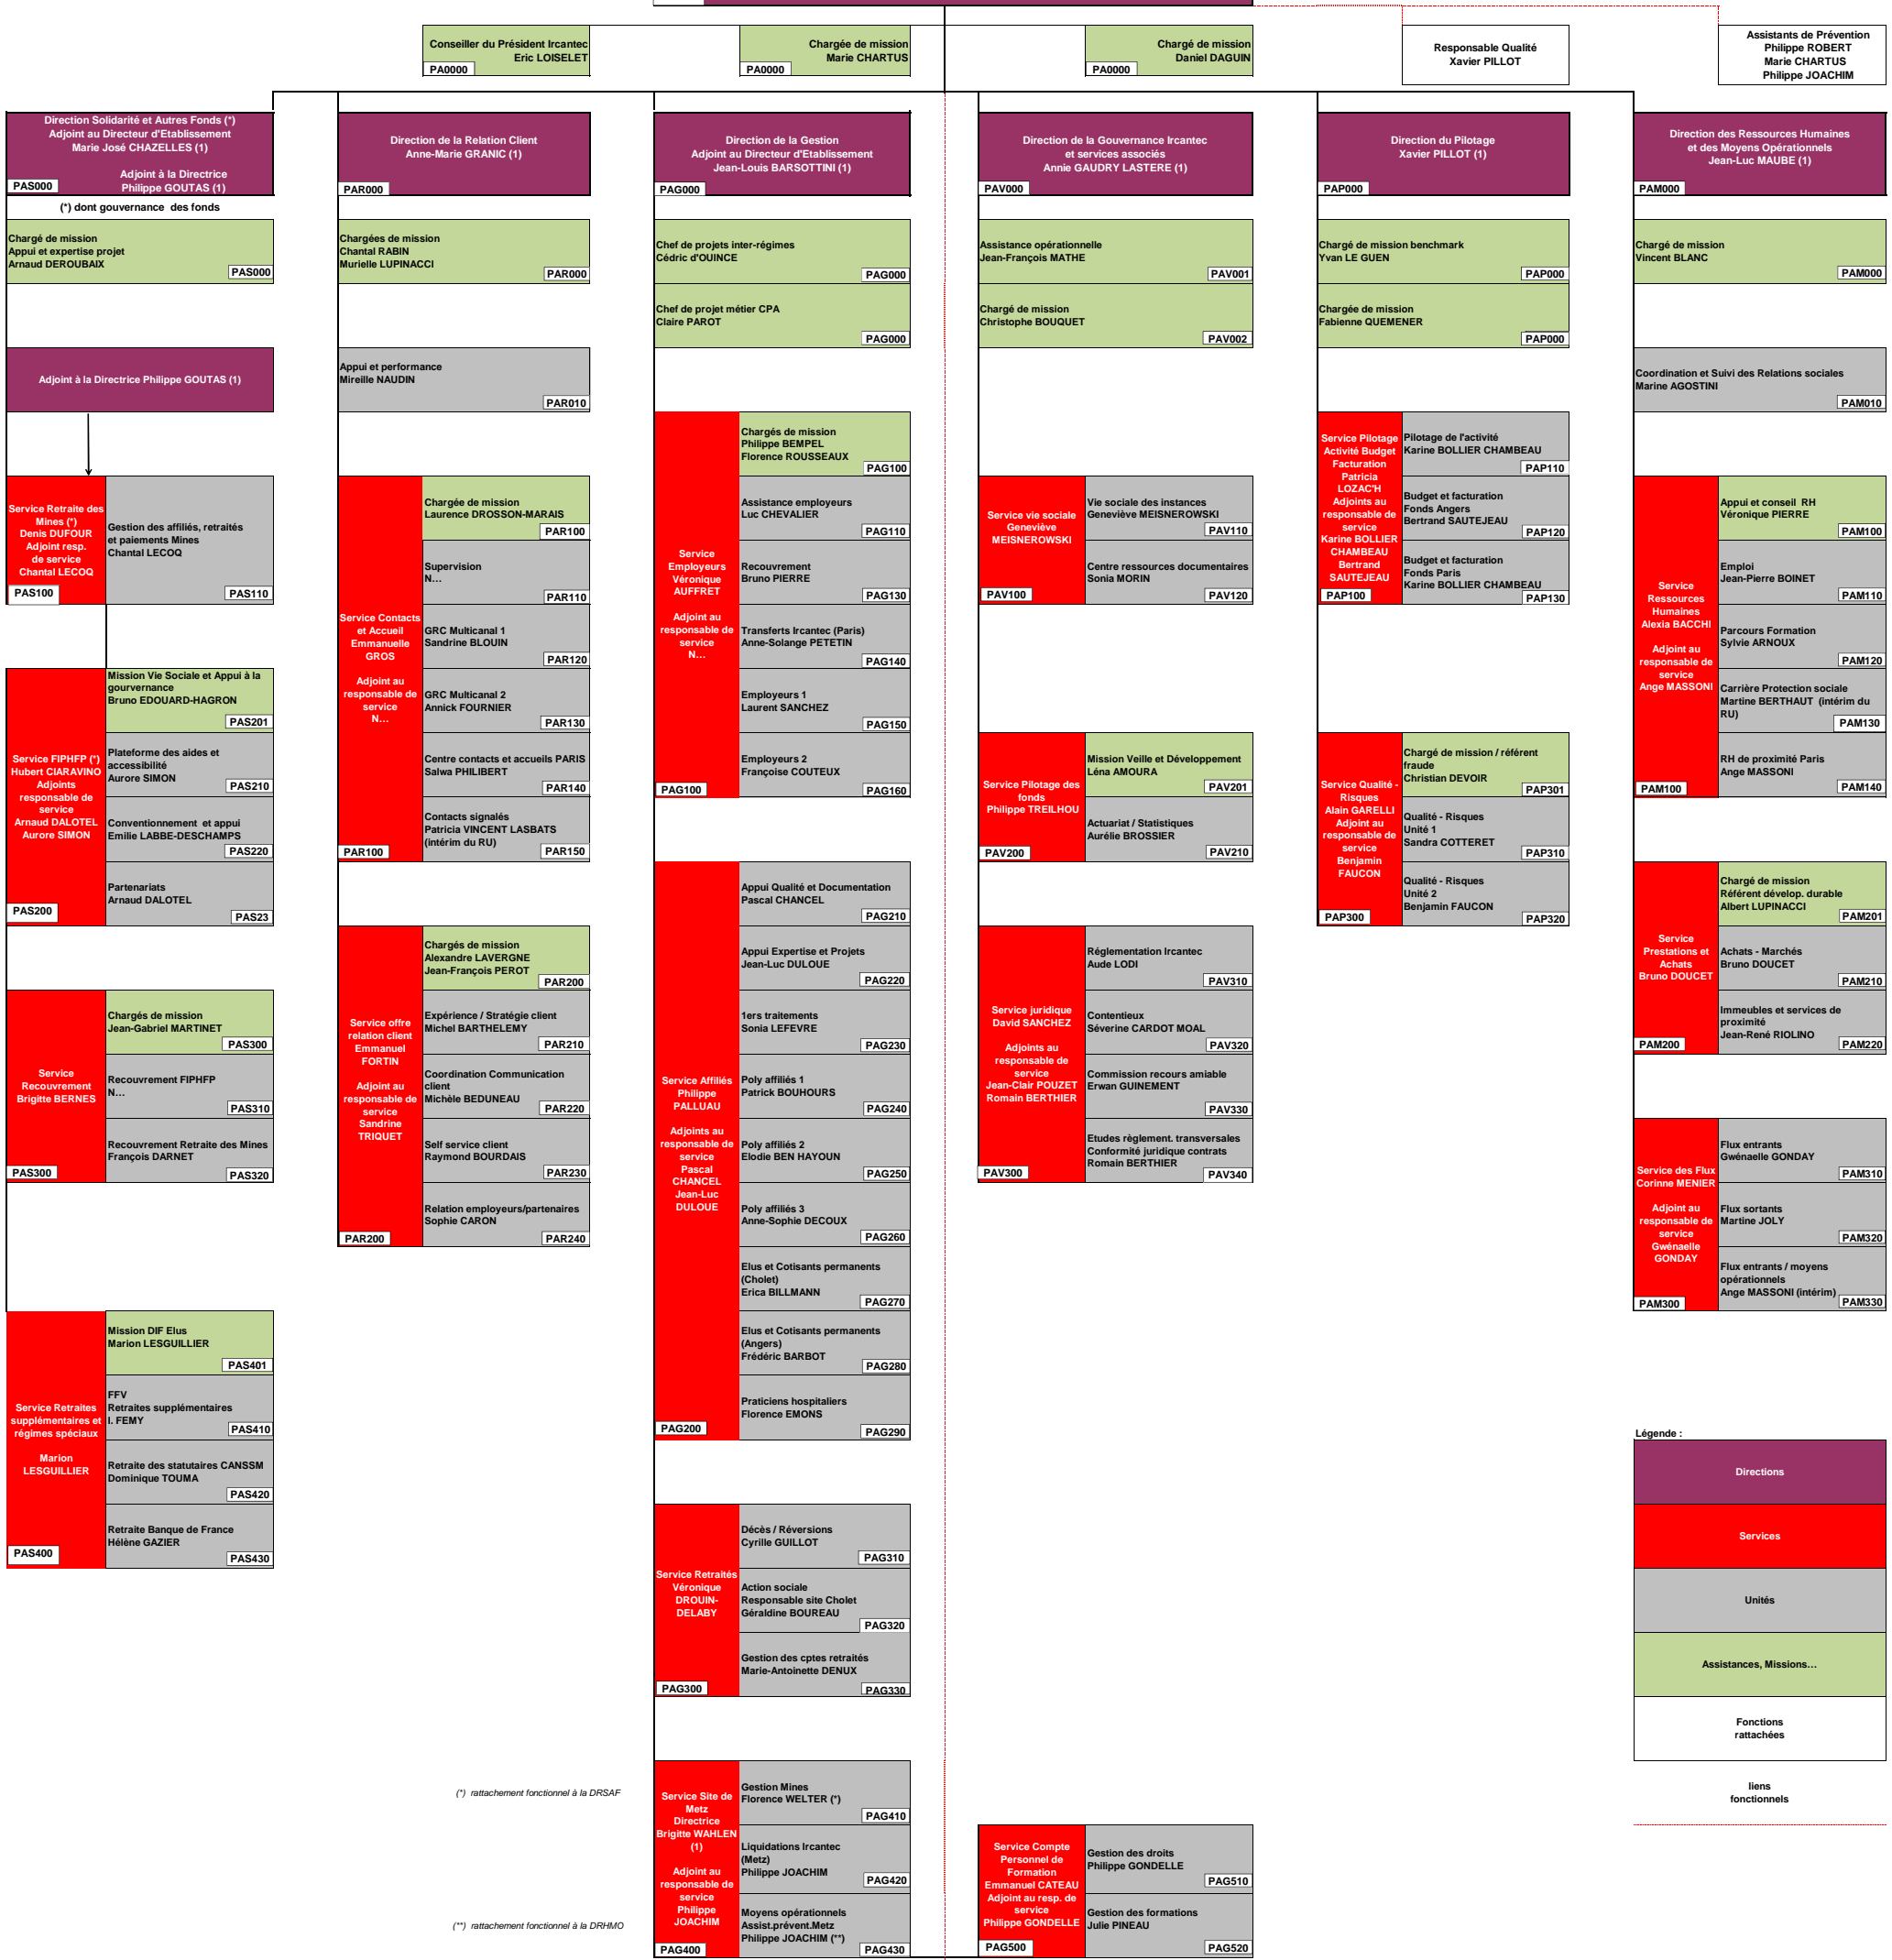 Conseiller du Président Ircantec
Eric LOISELET
PA0000
Chargée de mission
Marie CHARTUS
PA0000
Chargé de mission
Daniel DAGUIN
PA0000
Responsable Qualité
Xavier PILLOT
Assistants de Prévention
Philippe ROBERT
Marie CHARTUS
Philippe JOACHIM
Direction Solidarité et Autres Fonds (*)
Adjoint au Directeur d'Etablissement
Marie José CHAZELLES (1)
Adjoint à la Directrice
Philippe GOUTAS (1)
PAS000
(*) dont gouvernance des fonds
Chargé de mission
Appui et expertise projet
Arnaud DEROUBAIX
PAS000
Adjoint à la Directrice Philippe GOUTAS (1)
Service Retraite des
Mines (*)
Denis DUFOUR
Adjoint resp.
de service
Chantal LECOQ
PAS100
Gestion des affiliés, retraités
et paiements Mines
Chantal LECOQ
PAS110
Service FIPHFP (*)
Hubert CIARAVINO
Adjoints
responsable de
service
Arnaud DALOTEL
Aurore SIMON
PAS200
Mission Vie Sociale et Appui à la
gourvernance
Bruno EDOUARD-HAGRON
PAS201
Plateforme des aides et
accessibilité
Aurore SIMON
PAS210
Conventionnement et appui
Emilie LABBE-DESCHAMPS
PAS220
Partenariats
Arnaud DALOTEL
PAS23
Service
Recouvrement
Brigitte BERNES
PAS300
Chargés de mission
Jean-Gabriel MARTINET
PAS300
Recouvrement FIPHFP
N…
PAS310
Recouvrement Retraite des Mines
François DARNET
PAS320
Service Retraites
supplémentaires et
régimes spéciaux
Marion
LESGUILLIER
PAS400
Mission DIF Elus
Marion LESGUILLIER
PAS401
FFV
Retraites supplémentaires
I. FEMY
PAS410
Retraite des statutaires CANSSM
Dominique TOUMA
PAS420
Retraite Banque de France
Hélène GAZIER
PAS430
Direction de la Relation Client
Anne-Marie GRANIC (1)
PAR000
Chargées de mission
Chantal RABIN
Murielle LUPINACCI
PAR000
Appui et performance
Mireille NAUDIN
PAR010
Service Contacts
et Accueil
Emmanuelle
GROS
Adjoint au
responsable de
service
N…
PAR100
Chargée de mission
Laurence DROSSON-MARAIS
PAR100
Supervision
N…
PAR110
GRC Multicanal 1
Sandrine BLOUIN
PAR120
GRC Multicanal 2
Annick FOURNIER
PAR130
Centre contacts et accueils PARIS
Salwa PHILIBERT
PAR140
Contacts signalés
Patricia VINCENT LASBATS
(intérim du RU)
PAR150
Service offre
relation client
Emmanuel
FORTIN
Adjoint au
responsable de
service
Sandrine
TRIQUET
PAR200
Chargés de mission
Alexandre LAVERGNE
Jean-François PEROT
PAR200
Expérience / Stratégie client
Michel BARTHELEMY
PAR210
Coordination Communication
client
Michèle BEDUNEAU
PAR220
Self service client
Raymond BOURDAIS
PAR230
Relation employeurs/partenaires
Sophie CARON
PAR240
Direction de la Gestion
Adjoint au Directeur d'Etablissement
Jean-Louis BARSOTTINI (1)
PAG000
Chef de projets inter-régimes
Cédric d'OUINCE
PAG000
Chef de projet métier CPA
Claire PAROT
PAG000
Service
Employeurs
Véronique
AUFFRET
Adjoint au
responsable de
service
N…
PAG100
Chargés de mission
Philippe BEMPEL
Florence ROUSSEAUX
PAG100
Assistance employeurs
Luc CHEVALIER
PAG110
Recouvrement
Bruno PIERRE
PAG130
Transferts Ircantec (Paris)
Anne-Solange PETETIN
PAG140
Employeurs 1
Laurent SANCHEZ
PAG150
Employeurs 2
Françoise COUTEUX
PAG160
Service Affiliés
Philippe
PALLUAU
Adjoints au
responsable de
service
Pascal
CHANCEL
Jean-Luc
DULOUE
PAG200
Appui Qualité et Documentation
Pascal CHANCEL
PAG210
Appui Expertise et Projets
Jean-Luc DULOUE
PAG220
1ers traitements
Sonia LEFEVRE
PAG230
Poly affiliés 1
Patrick BOUHOURS
PAG240
Poly affiliés 2
Elodie BEN HAYOUN
PAG250
Poly affiliés 3
Anne-Sophie DECOUX
PAG260
Elus et Cotisants permanents
(Cholet)
Erica BILLMANN
PAG270
Elus et Cotisants permanents
(Angers)
Frédéric BARBOT
PAG280
Praticiens hospitaliers
Florence EMONS
PAG290
Service Retraités
Véronique
DROUIN-
DELABY
PAG300
Décès / Réversions
Cyrille GUILLOT
PAG310
Action sociale
Responsable site Cholet
Géraldine BOUREAU
PAG320
Gestion des cptes retraités
Marie-Antoinette DENUX
PAG330
(*) rattachement fonctionnel à la DRSAF
(**) rattachement fonctionnel à la DRHMO
Service Site de
Metz
Directrice
Brigitte WAHLEN
(1)
Adjoint au
responsable de
service
Philippe
JOACHIM
PAG400
Gestion Mines
Florence WELTER (*)
PAG410
Liquidations Ircantec
(Metz)
Philippe JOACHIM
PAG420
Moyens opérationnels
Assist.prévent.Metz
Philippe JOACHIM (**)
PAG430
Direction de la Gouvernance Ircantec
et services associés
Annie GAUDRY LASTERE (1)
PAV000
Assistance opérationnelle
Jean-François MATHE
PAV001
Chargé de mission
Christophe BOUQUET
PAV002
Service vie sociale
Geneviève
MEISNEROWSKI
PAV100
Vie sociale des instances
Geneviève MEISNEROWSKI
PAV110
Centre ressources documentaires
Sonia MORIN
PAV120
Service Pilotage des
fonds
Philippe TREILHOU
PAV200
Mission Veille et Développement
Léna AMOURA
PAV201
Actuariat / Statistiques
Aurélie BROSSIER
PAV210
Service juridique
David SANCHEZ
Adjoints au
responsable de
service
Jean-Clair POUZET
Romain BERTHIER
PAV300
Réglementation Ircantec
Aude LODI
PAV310
Contentieux
Séverine CARDOT MOAL
PAV320
Commission recours amiable
Erwan GUINEMENT
PAV330
Etudes règlement. transversales
Conformité juridique contrats
Romain BERTHIER
PAV340
Service Compte
Personnel de
Formation
Emmanuel CATEAU
Adjoint au resp. de
service
Philippe GONDELLE
PAG500
Gestion des droits
Philippe GONDELLE
PAG510
Gestion des formations
Julie PINEAU
PAG520
Direction du Pilotage
Xavier PILLOT (1)
PAP000
Chargé de mission benchmark
Yvan LE GUEN
PAP000
Chargée de mission
Fabienne QUEMENER
PAP000
Service Pilotage
Activité Budget
Facturation
Patricia
LOZAC'H
Adjoints au
responsable de
service
Karine BOLLIER
CHAMBEAU
Bertrand
SAUTEJEAU
PAP100
Pilotage de l'activité
Karine BOLLIER CHAMBEAU
PAP110
Budget et facturation
Fonds Angers
Bertrand SAUTEJEAU
PAP120
Budget et facturation
Fonds Paris
Karine BOLLIER CHAMBEAU
PAP130
Service Qualité -
Risques
Alain GARELLI
Adjoint au
responsable de
service
Benjamin
FAUCON
PAP300
Chargé de mission / référent
fraude
Christian DEVOIR
PAP301
Qualité - Risques
Unité 1
Sandra COTTERET
PAP310
Qualité - Risques
Unité 2
Benjamin FAUCON
PAP320
Direction des Ressources Humaines
et des Moyens Opérationnels
Jean-Luc MAUBE (1)
PAM000
Chargé de mission
Vincent BLANC
PAM000
Coordination et Suivi des Relations sociales
Marine AGOSTINI
PAM010
Service
Ressources
Humaines
Alexia BACCHI
Adjoint au
responsable de
service
Ange MASSONI
PAM100
Appui et conseil RH
Véronique PIERRE
PAM100
Emploi
Jean-Pierre BOINET
PAM110
Parcours Formation
Sylvie ARNOUX
PAM120
Carrière Protection sociale
Martine BERTHAUT (intérim du
RU)
PAM130
RH de proximité Paris
Ange MASSONI
PAM140
Service
Prestations et
Achats
Bruno DOUCET
PAM200
Chargé de mission
Référent dévelop. durable
Albert LUPINACCI
PAM201
Achats - Marchés
Bruno DOUCET
PAM210
Immeubles et services de
proximité
Jean-René RIOLINO
PAM220
Service des Flux
Corinne MENIER
Adjoint au
responsable de
service
Gwénaelle
GONDAY
PAM300
Flux entrants
Gwénaelle GONDAY
PAM310
Flux sortants
Martine JOLY
PAM320
Flux entrants / moyens
opérationnels
Ange MASSONI (intérim)
PAM330
Légende :
Directions
Services
Unités
Assistances, Missions…
Fonctions
rattachées
liens
fonctionnels